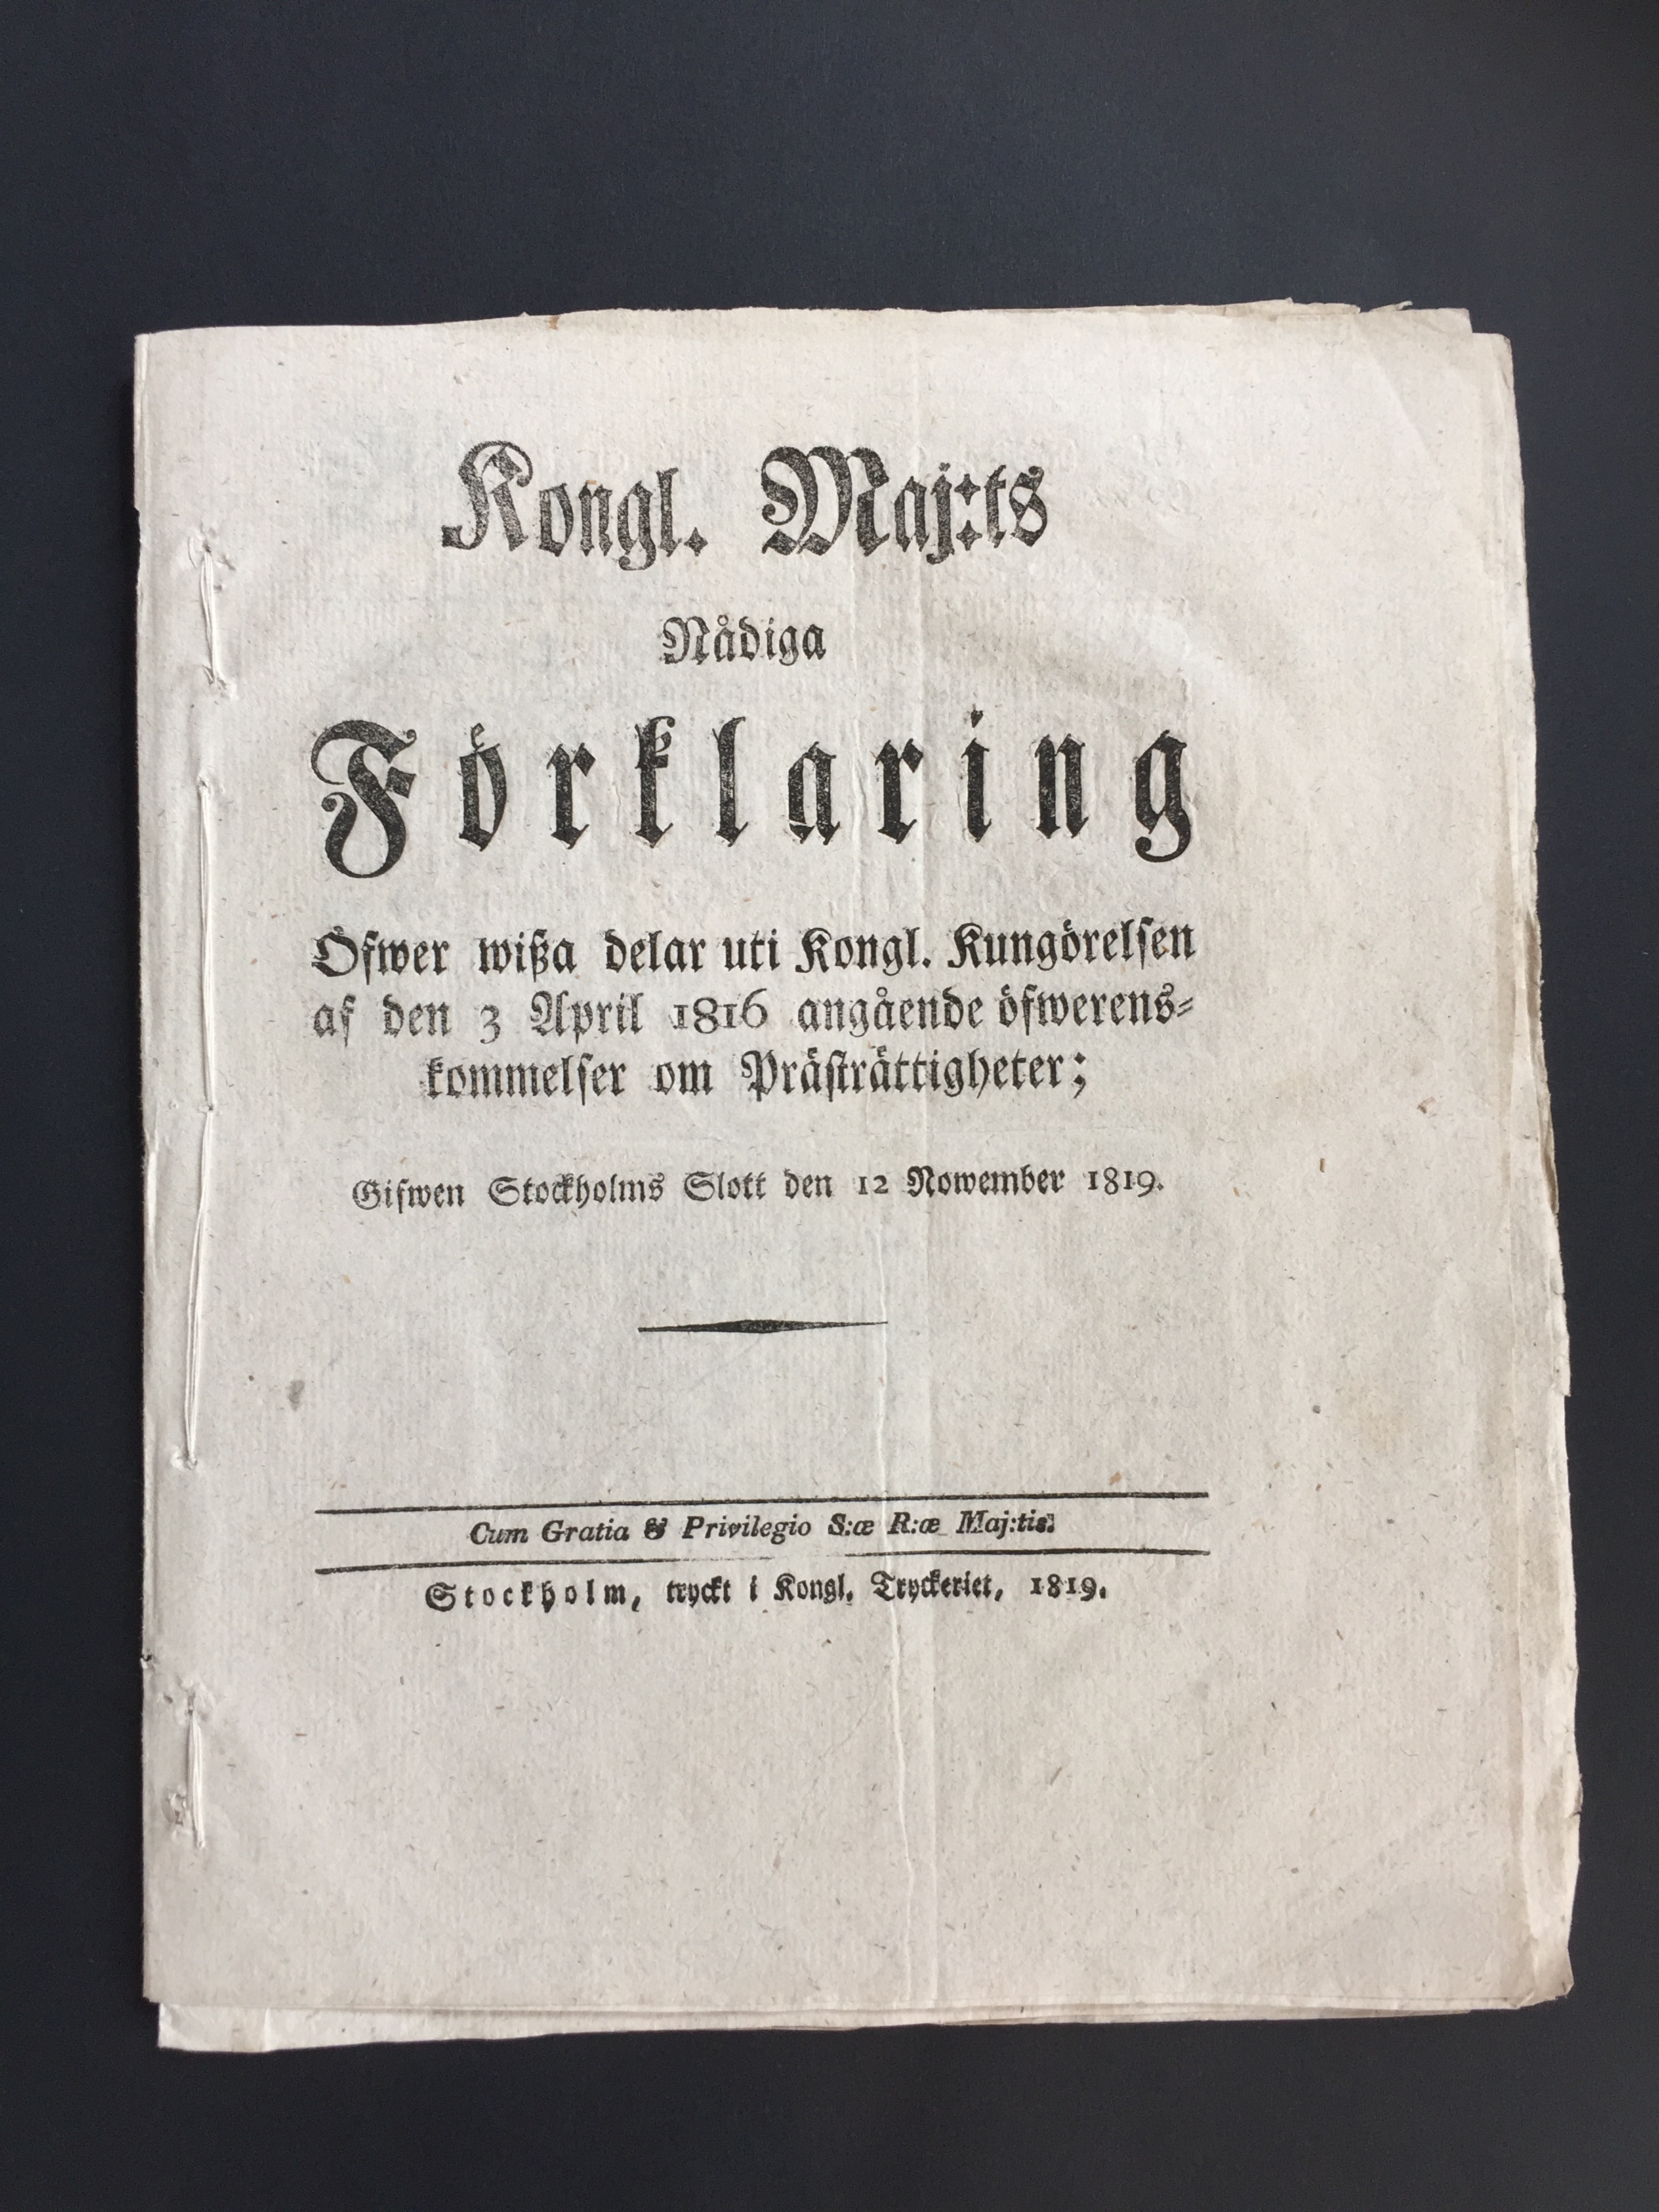 Kongl. Maj:ts
Nådiga
Förklaring
Öfwer wißa delar uti Kongl. Kungörelsen
af den 3 April 1816 angående öfwerens-
kommelser om Prästrättigheter;
Gifwen Stockholms Slott den 12 Nowember 1819.
Cum Gratia & Privilegio S:æ R:æ Maj:tis.
Stockholm, tryckt i Kongl. Tryckeriet, 1819.